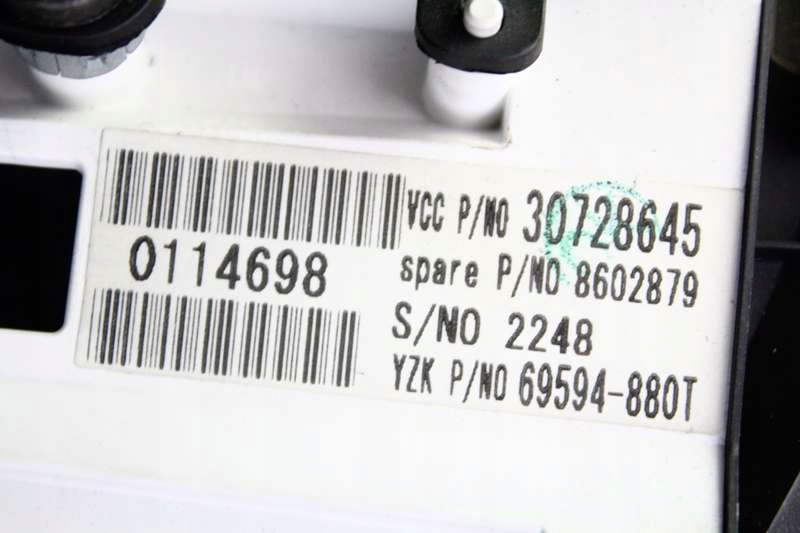 VCC P/NO 30728645
0114698
spare P/NO 8602879
S/NO 2248
YZK P/NO 69594-880T